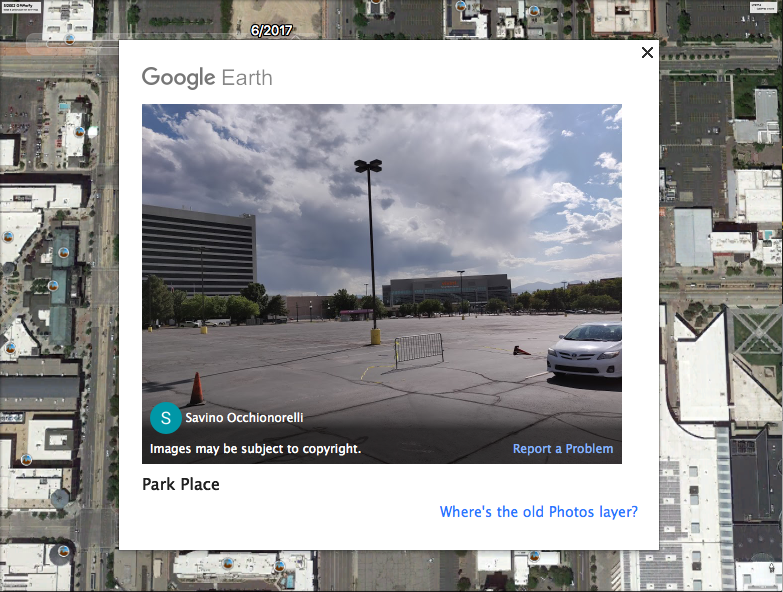 6/2017
Google Earth
S
Savino Occhionorelli
Images may be subject to copyright.
Report a Problem
Park Place
Where's the old Photos layer?